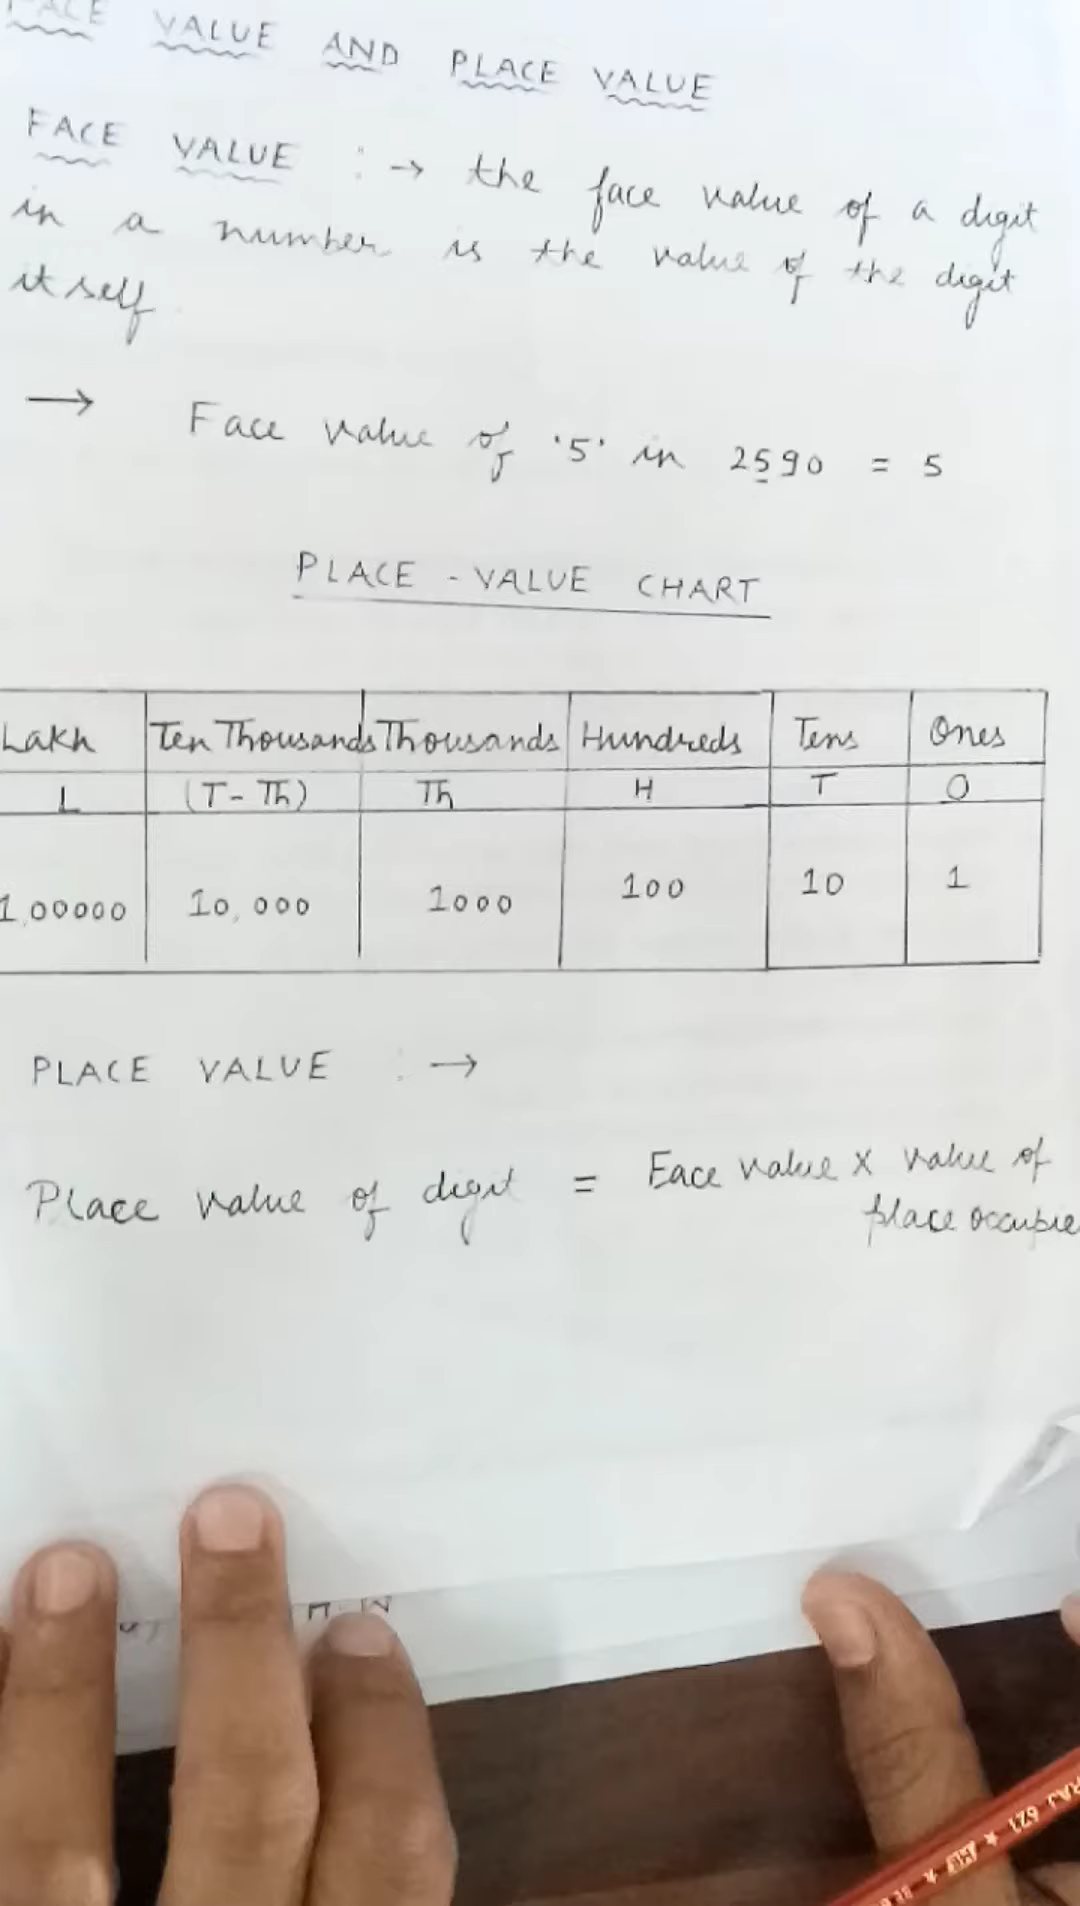 FACE VALUE AND PLACE VALUE
FACE VALUE : → the face value of a digit
in a number is the value of the digit
itself.
→ Face value of '5' in 2590 = 5
PLACE - VALUE CHART
Lakh Ten Thousands Thousands Hundreds Tens Ones
L (T-Th) Th H T O
1,00000 10,000 1000 100 10 1
PLACE VALUE : →
Place value of digit = Face value X value of
place occupie
621